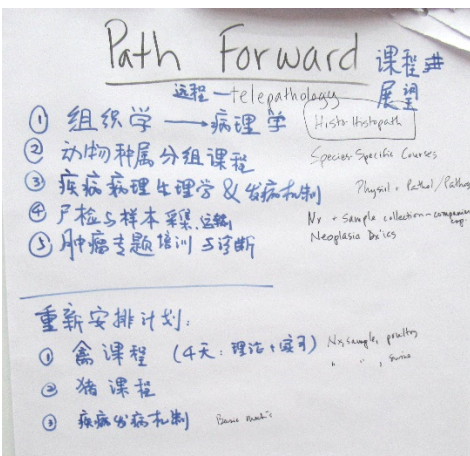 Path Forward 课程
展望
远程 — telepathology
① 组织学 → 病理学 Histo Histopath
② 动物种属分组课程 Species Specific Courses
③ 疾病病理生理学 & 发病机制 Physiol + Pathol /
④ 尸检与样本采集. 运输 Nx + Sample collection -
⑤ 肿瘤专题培训与诊断 Neoplasia Dx'ics
重新安排计划:
① 禽课程 (4天: 理论 + 实习) Nx, sample, poultry
② 猪课程 " " , swine
③ 疾病发病机制 Basic